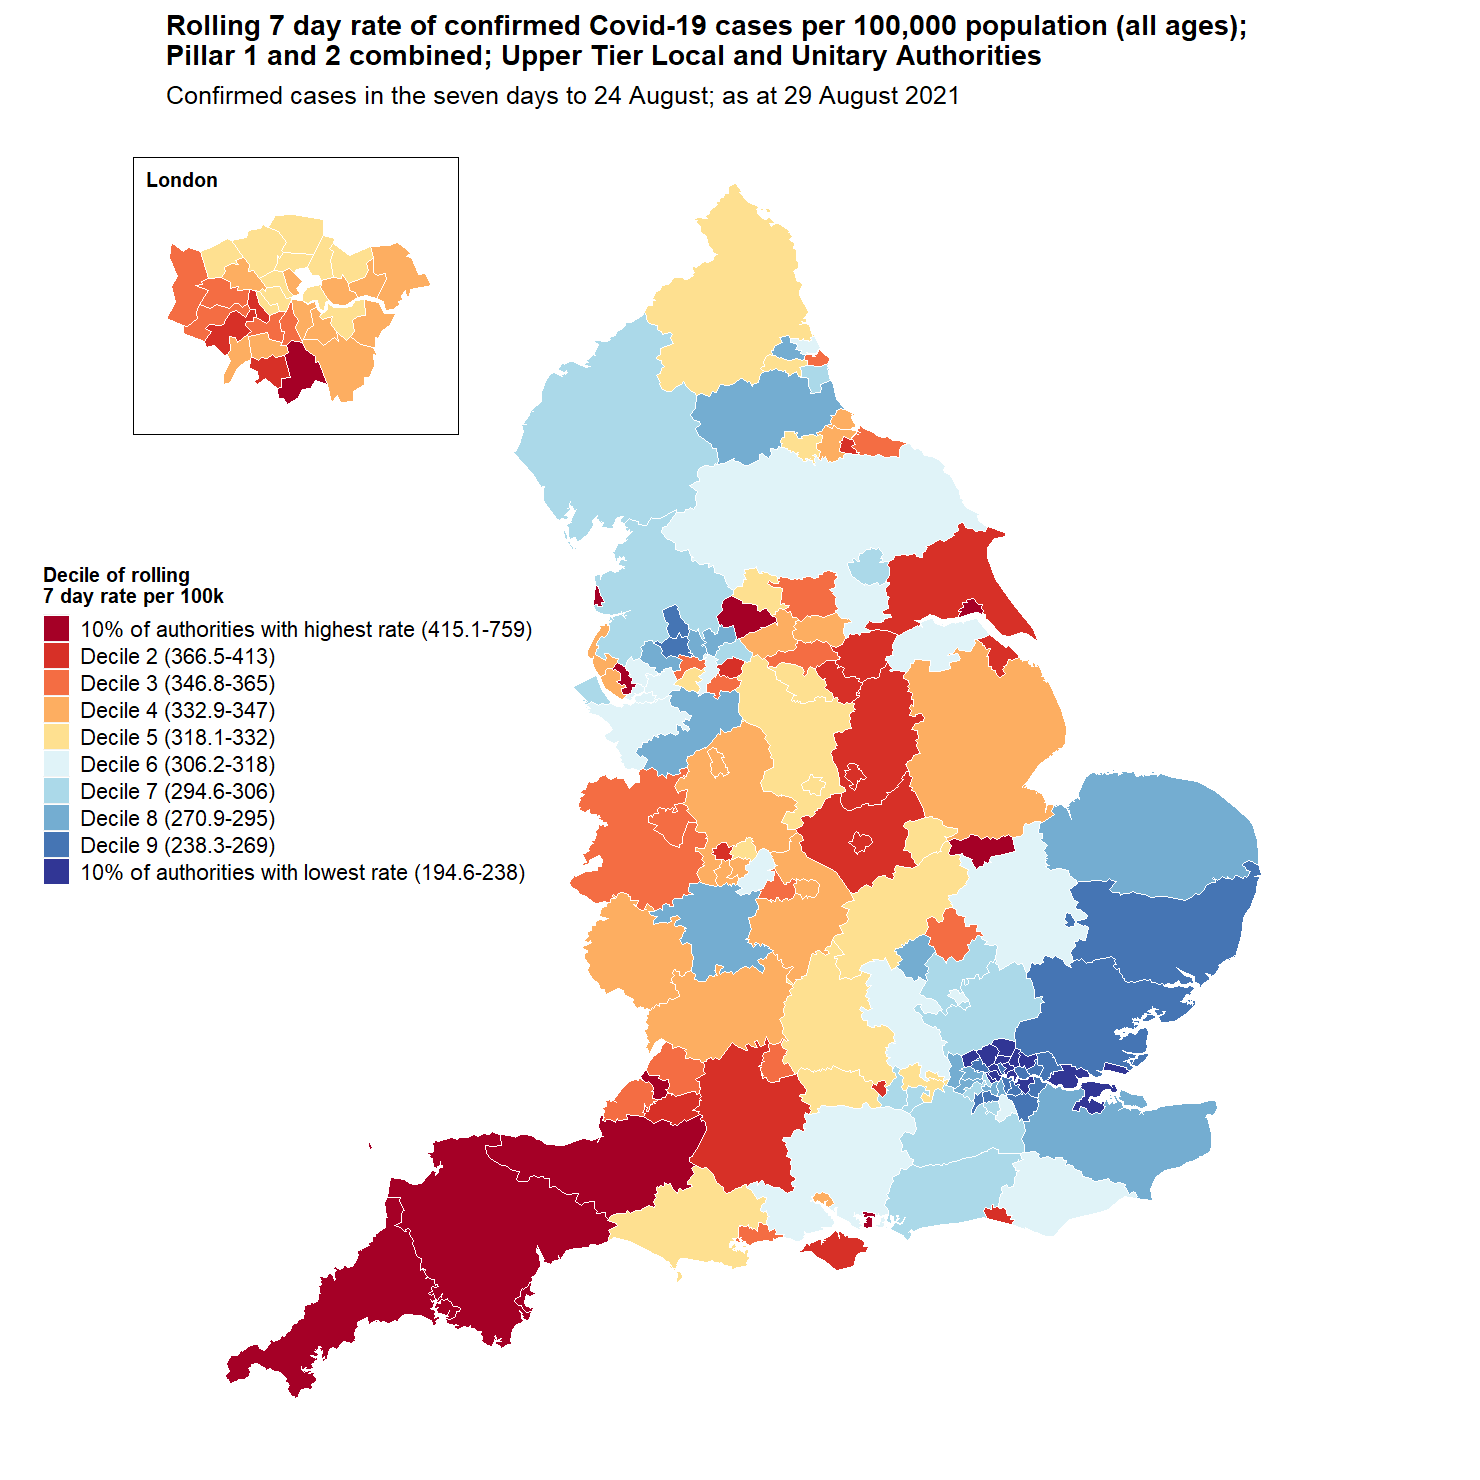 Rolling 7 day rate of confirmed Covid-19 cases per 100,000 population (all ages);
Pillar 1 and 2 combined; Upper Tier Local and Unitary Authorities
Confirmed cases in the seven days to 24 August; as at 29 August 2021
London
Decile of rolling
7 day rate per 100k
10% of authorities with highest rate (415.1-759)
Decile 2 (366.5-413)
Decile 3 (346.8-365)
Decile 4 (332.9-347)
Decile 5 (318.1-332)
Decile 6 (306.2-318)
Decile 7 (294.6-306)
Decile 8 (270.9-295)
Decile 9 (238.3-269)
10% of authorities with lowest rate (194.6-238)